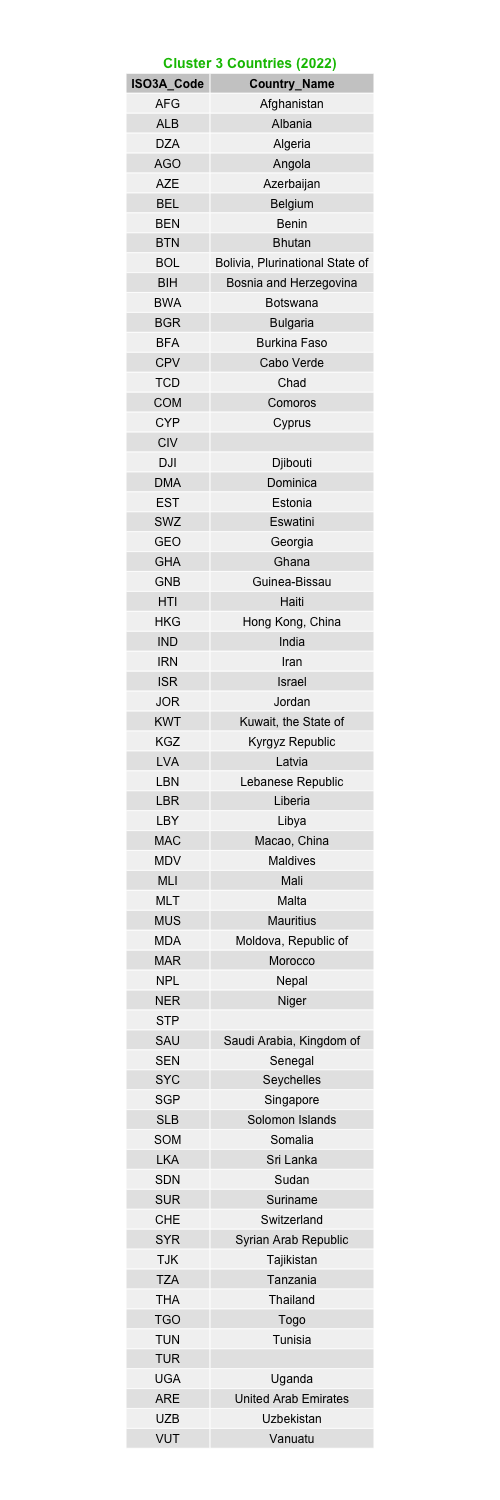 Cluster 3 Countries (2022)
ISO3A_Code Country_Name
AFG Afghanistan
ALB Albania
DZA Algeria
AGO Angola
AZE Azerbaijan
BEL Belgium
BEN Benin
BTN Bhutan
BOL Bolivia, Plurinational State of
BIH Bosnia and Herzegovina
BWA Botswana
BGR Bulgaria
BFA Burkina Faso
CPV Cabo Verde
TCD Chad
COM Comoros
CYP Cyprus
CIV
DJI Djibouti
DMA Dominica
EST Estonia
SWZ Eswatini
GEO Georgia
GHA Ghana
GNB Guinea-Bissau
HTI Haiti
HKG Hong Kong, China
IND India
IRN Iran
ISR Israel
JOR Jordan
KWT Kuwait, the State of
KGZ Kyrgyz Republic
LVA Latvia
LBN Lebanese Republic
LBR Liberia
LBY Libya
MAC Macao, China
MDV Maldives
MLI Mali
MLT Malta
MUS Mauritius
MDA Moldova, Republic of
MAR Morocco
NPL Nepal
NER Niger
STP
SAU Saudi Arabia, Kingdom of
SEN Senegal
SYC Seychelles
SGP Singapore
SLB Solomon Islands
SOM Somalia
LKA Sri Lanka
SDN Sudan
SUR Suriname
CHE Switzerland
SYR Syrian Arab Republic
TJK Tajikistan
TZA Tanzania
THA Thailand
TGO Togo
TUN Tunisia
TUR
UGA Uganda
ARE United Arab Emirates
UZB Uzbekistan
VUT Vanuatu